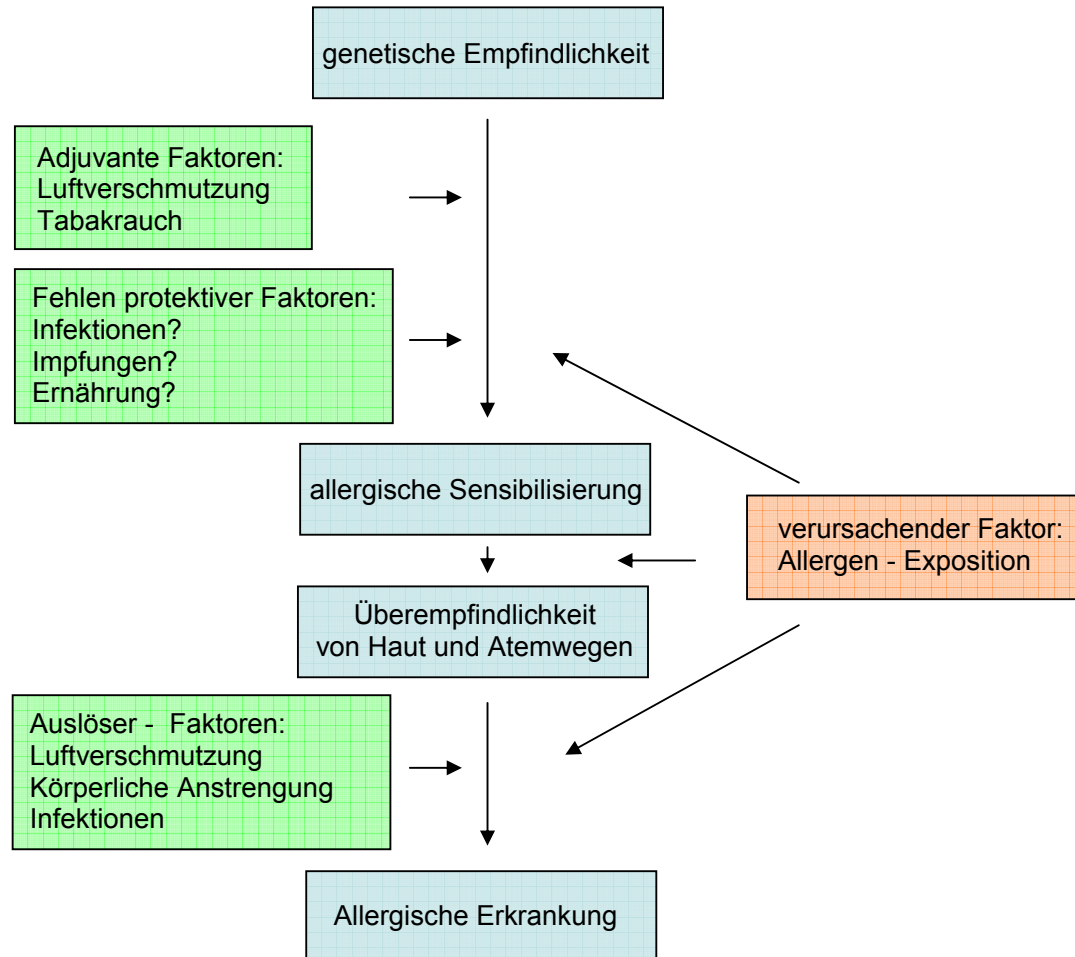 genetische Empfindlichkeit
Adjuvante Faktoren:
Luftverschmutzung
Tabakrauch
Fehlen protektiver Faktoren:
Infektionen?
Impfungen?
Ernährung?
allergische Sensibilisierung
verursachender Faktor:
Allergen - Exposition
Überempfindlichkeit
von Haut und Atemwegen
Auslöser - Faktoren:
Luftverschmutzung
Körperliche Anstrengung
Infektionen
Allergische Erkrankung